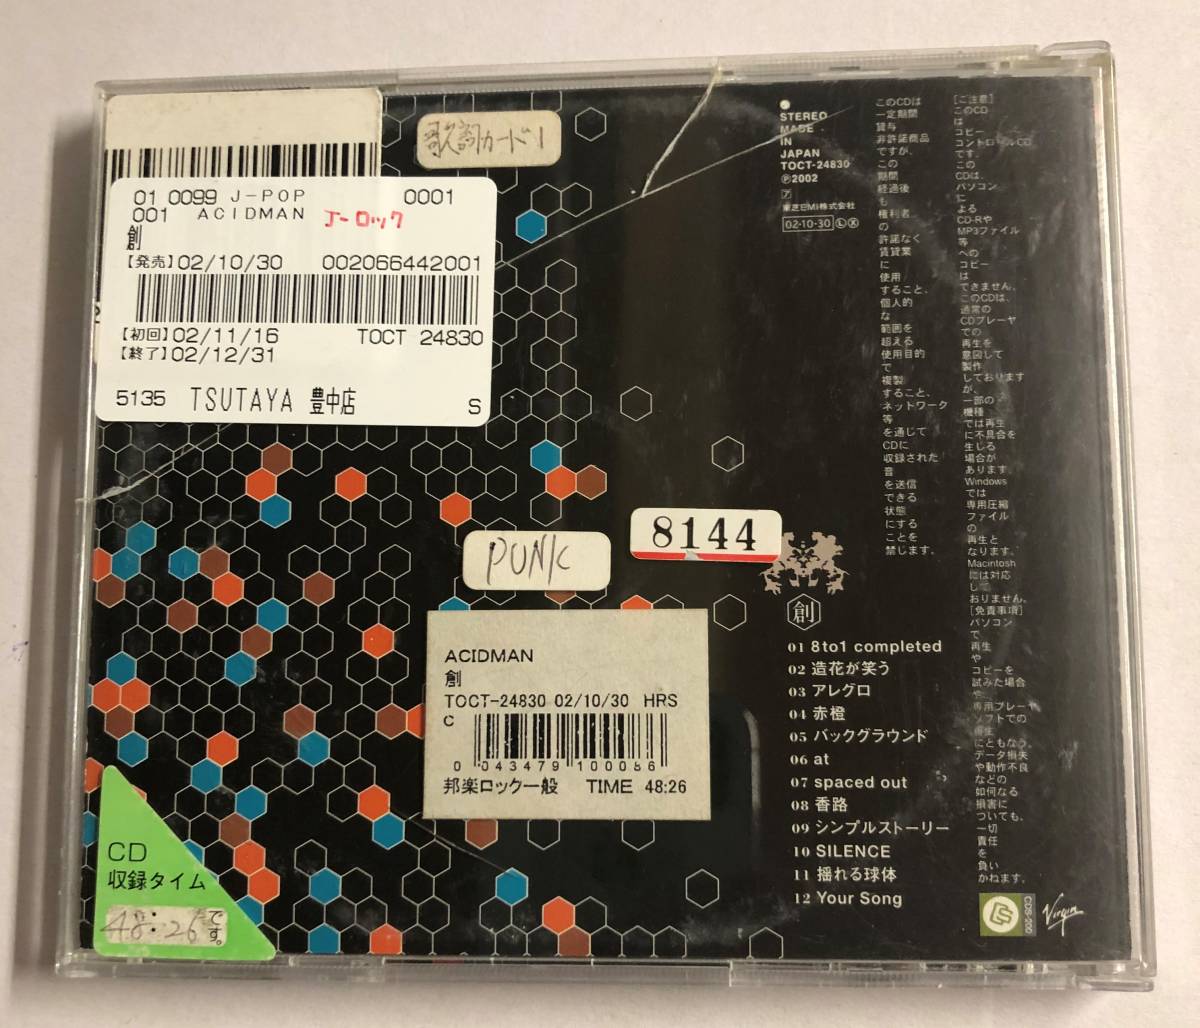 歌詞カード1
01 0099 J-POP 0001
001 ACIDMAN J-ロック
創
【発売】02/10/30 002066442001
【初回】02/11/16 TOCT 24830
【終了】02/12/31
5135 TSUTAYA 豊中店 S
STEREO
MADE
IN
JAPAN
TOCT-24830
Ⓟ2002
ア
東芝EMI株式会社
02・10・30 Ⓛ Ⓧ
このCDは
一定期間
貸与
非許諾商品
ですが、
この
期間
経過後
も
権利者
の
許諾なく
賃貸業
に
使用
すること、
個人的
な
範囲を
超える
使用目的
で
複製
すること、
ネットワーク
等
を通じて
CDに
収録された
音
を送信
できる
状態
にする
ことを
禁じます。
[ご注意]
このCD
は
コピー
コントロールCD
です。
この
CDは、
パソコン
に
よる
CD-Rや
MP3ファイル
等
への
コピー
は
できません。
このCDは、
通常の
CDプレーヤ
での
再生を
意図して
製作
しております
が、
一部の
機種
では再生
に不具合を
生じる
場合が
あります。
Windows
では
専用圧縮
ファイル
の
再生と
なります。
Macintosh
には対応
して
おりません。
[免責事項]
パソコン
で
再生
や
コピーを
試みた場合
や
専用プレーヤ
ソフトでの
再生
にともなう、
データ損失
や動作不良
などの
如何なる
損害に
ついても、
一切
責任
を
負い
かねます。
PUNK
8144
創
01 8to1 completed
02 造花が笑う
03 アレグロ
04 赤橙
05 バックグラウンド
06 at
07 spaced out
08 香路
09 シンプルストーリー
10 SILENCE
11 揺れる球体
12 Your Song
ACIDMAN
創
TOCT-24830 02/10/30 HRS
C
0 043479 100086
邦楽ロック一般 TIME 48:26
CD
収録タイム
48:26です。
CDS-200
Virgin